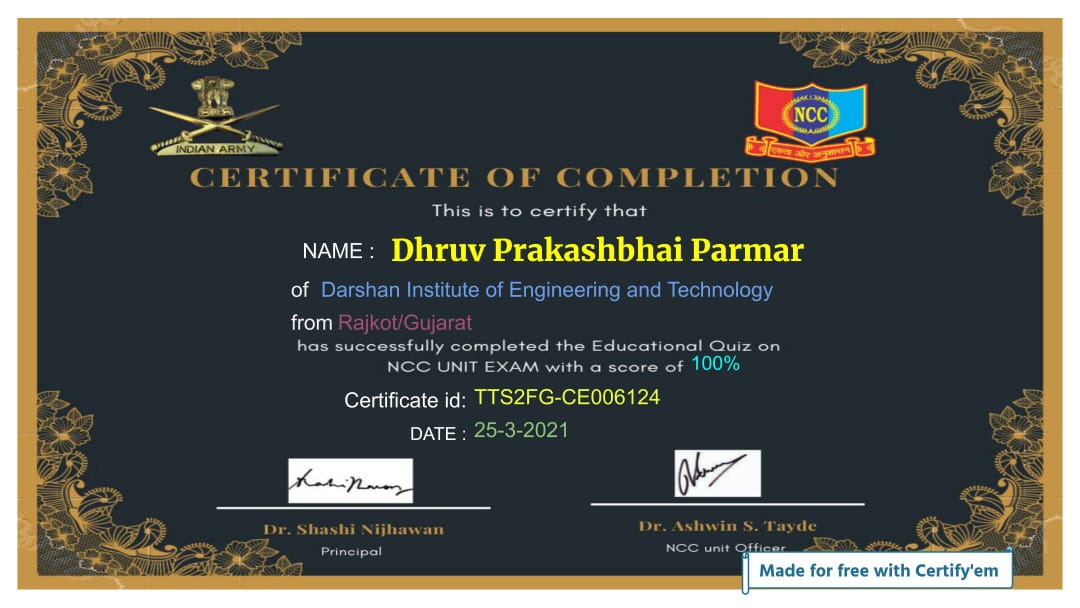 INDIAN ARMY
NCC
एकता और अनुशासन
CERTIFICATE OF COMPLETION
This is to certify that
NAME : Dhruv Prakashbhai Parmar
of Darshan Institute of Engineering and Technology
from Rajkot/Gujarat
has successfully completed the Educational Quiz on
NCC UNIT EXAM with a score of 100%
Certificate id: TTS2FG-CE006124
DATE : 25-3-2021
Dr. Shashi Nijhawan
Principal
Dr. Ashwin S. Tayde
NCC unit Officer
Made for free with Certify'em